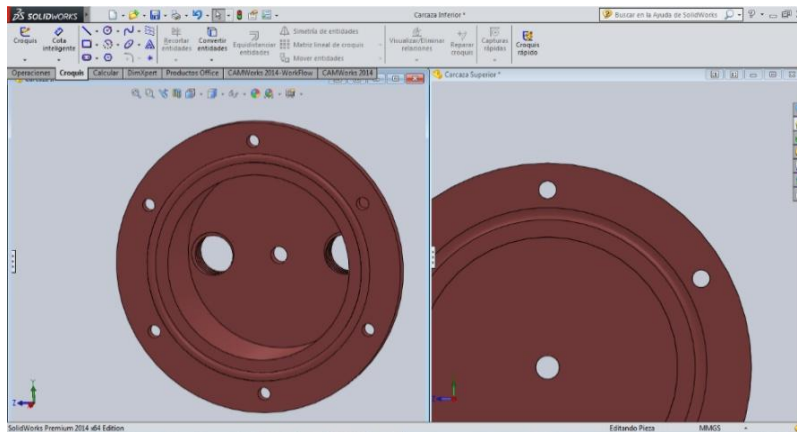 SOLIDWORKS
Carcaza Inferior *
Buscar en la Ayuda de SolidWorks
Croquis
Cota inteligente
Recortar entidades
Convertir entidades
Equidistanciar entidades
Simetría de entidades
Matriz lineal de croquis
Mover entidades
Visualizar/Eliminar relaciones
Reparar croquis
Capturas rápidas
Croquis rápido
Operaciones Croquis Calcular DimXpert Productos Office CAMWorks 2014-WorkFlow CAMWorks 2014
Carcaza Superior *
Y
Z
SolidWorks Premium 2014 x64 Edition
Editando Pieza
MMGS